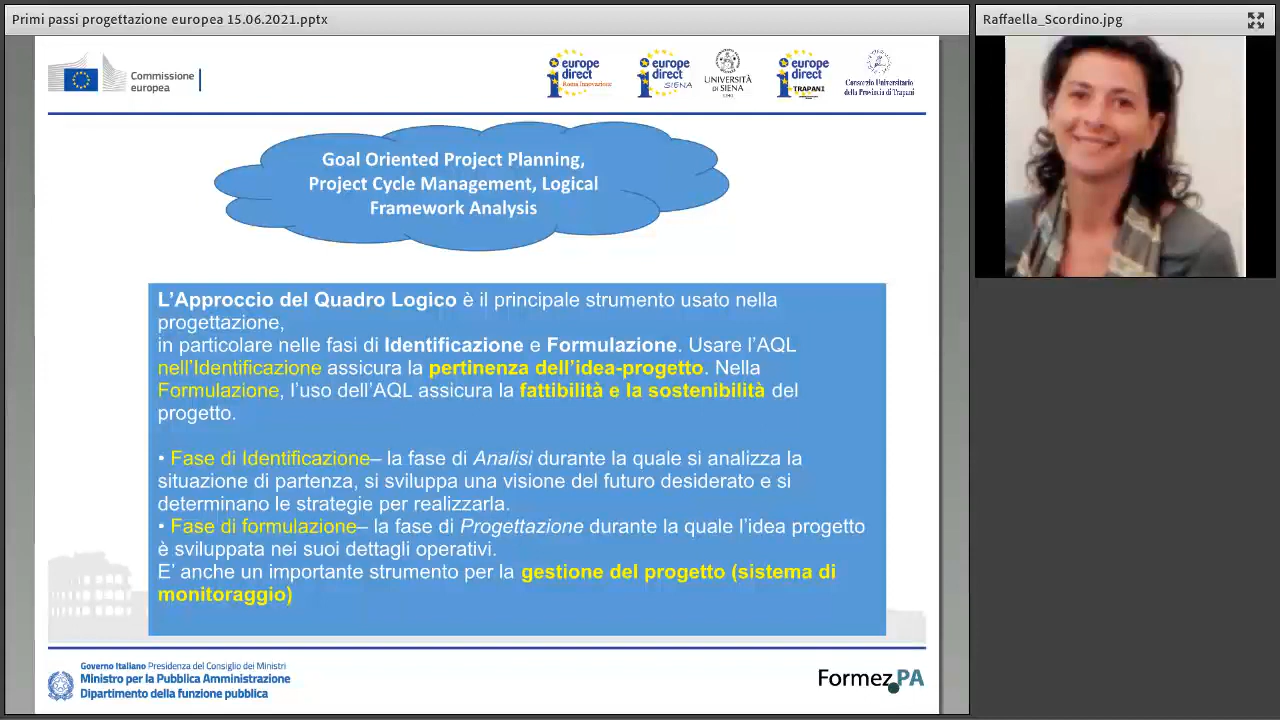 Primi passi progettazione europea 15.06.2021.pptx
Raffaella_Scordino.jpg
Commissione
europea
europe
direct
Roma Innovazione
europe
direct
SIENA
UNIVERSITÀ
DI SIENA
1240
europe
direct
TRAPANI
Consorzio Universitario
della Provincia di Trapani
Goal Oriented Project Planning,
Project Cycle Management, Logical
Framework Analysis
L’Approccio del Quadro Logico è il principale strumento usato nella
progettazione,
in particolare nelle fasi di Identificazione e Formulazione. Usare l’AQL
nell’Identificazione assicura la pertinenza dell’idea-progetto. Nella
Formulazione, l’uso dell’AQL assicura la fattibilità e la sostenibilità del
progetto.
• Fase di Identificazione– la fase di Analisi durante la quale si analizza la
situazione di partenza, si sviluppa una visione del futuro desiderato e si
determinano le strategie per realizzarla.
• Fase di formulazione– la fase di Progettazione durante la quale l’idea progetto
è sviluppata nei suoi dettagli operativi.
E’ anche un importante strumento per la gestione del progetto (sistema di
monitoraggio)
Governo Italiano Presidenza del Consiglio dei Ministri
Ministro per la Pubblica Amministrazione
Dipartimento della funzione pubblica
Formez PA